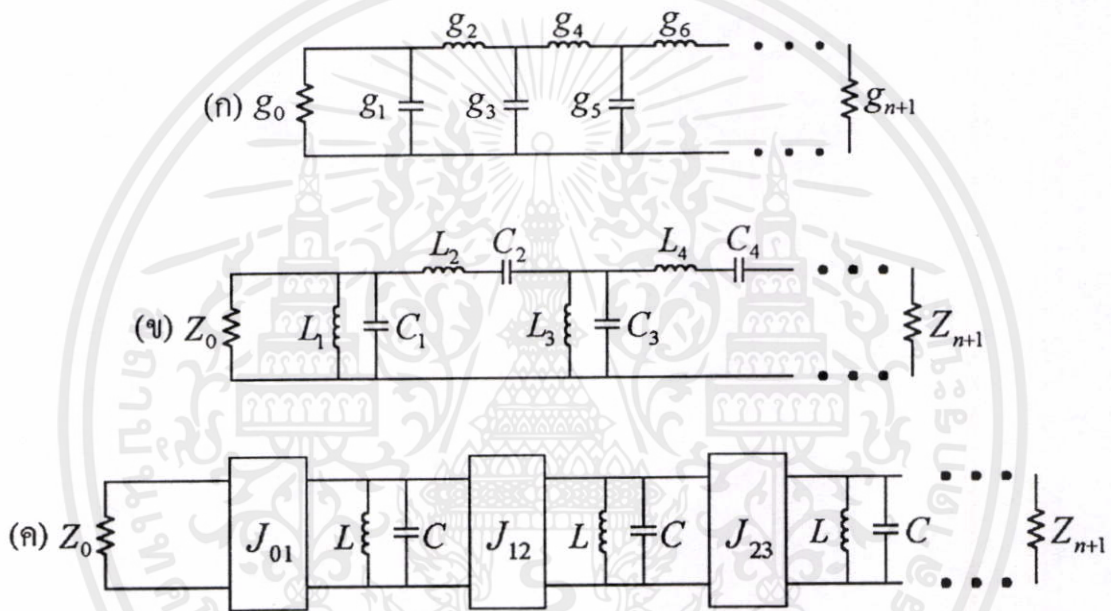 g₂ g₄ g₆
(ก) g₀ g₁ g₃ g₅ gₙ₊₁
L₂ C₂ L₄ C₄
(ข) Z₀ L₁ C₁ L₃ C₃ Zₙ₊₁
(ค) Z₀ J₀₁ L C J₁₂ L C J₂₃ L C Zₙ₊₁